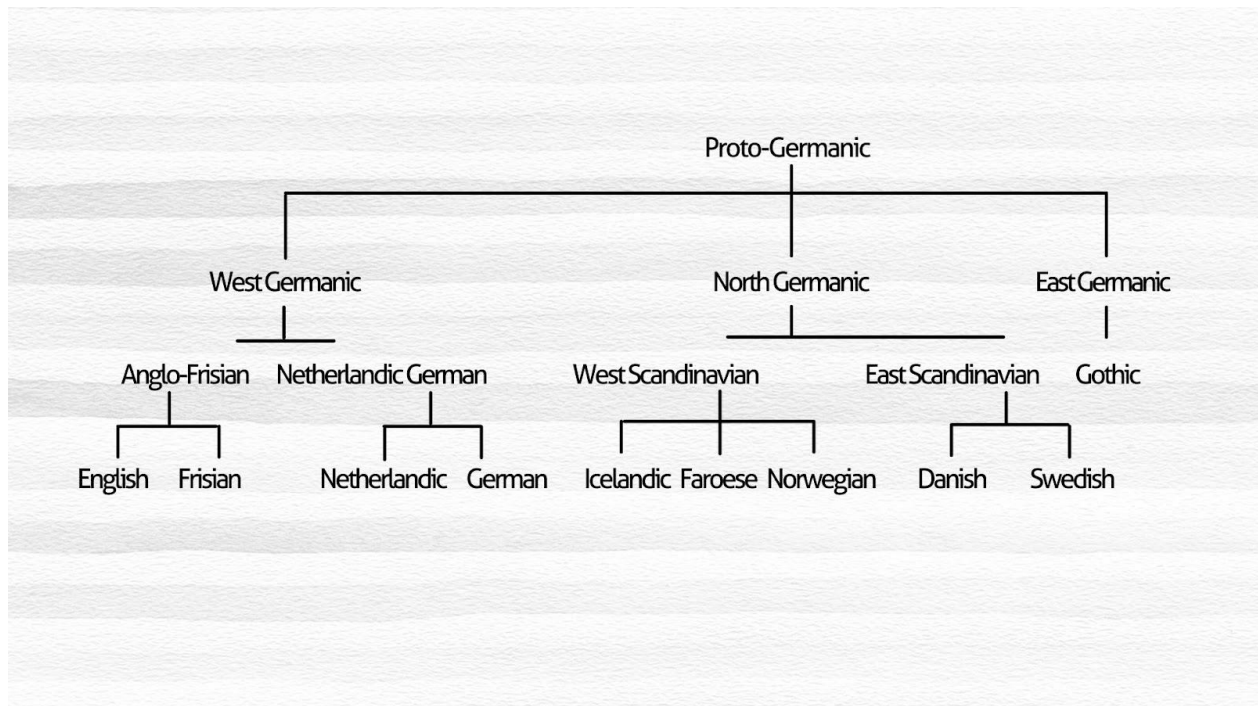 Proto-Germanic
West Germanic North Germanic East Germanic
Anglo-Frisian Netherlandic German West Scandinavian East Scandinavian Gothic
English Frisian Netherlandic German Icelandic Faroese Norwegian Danish Swedish